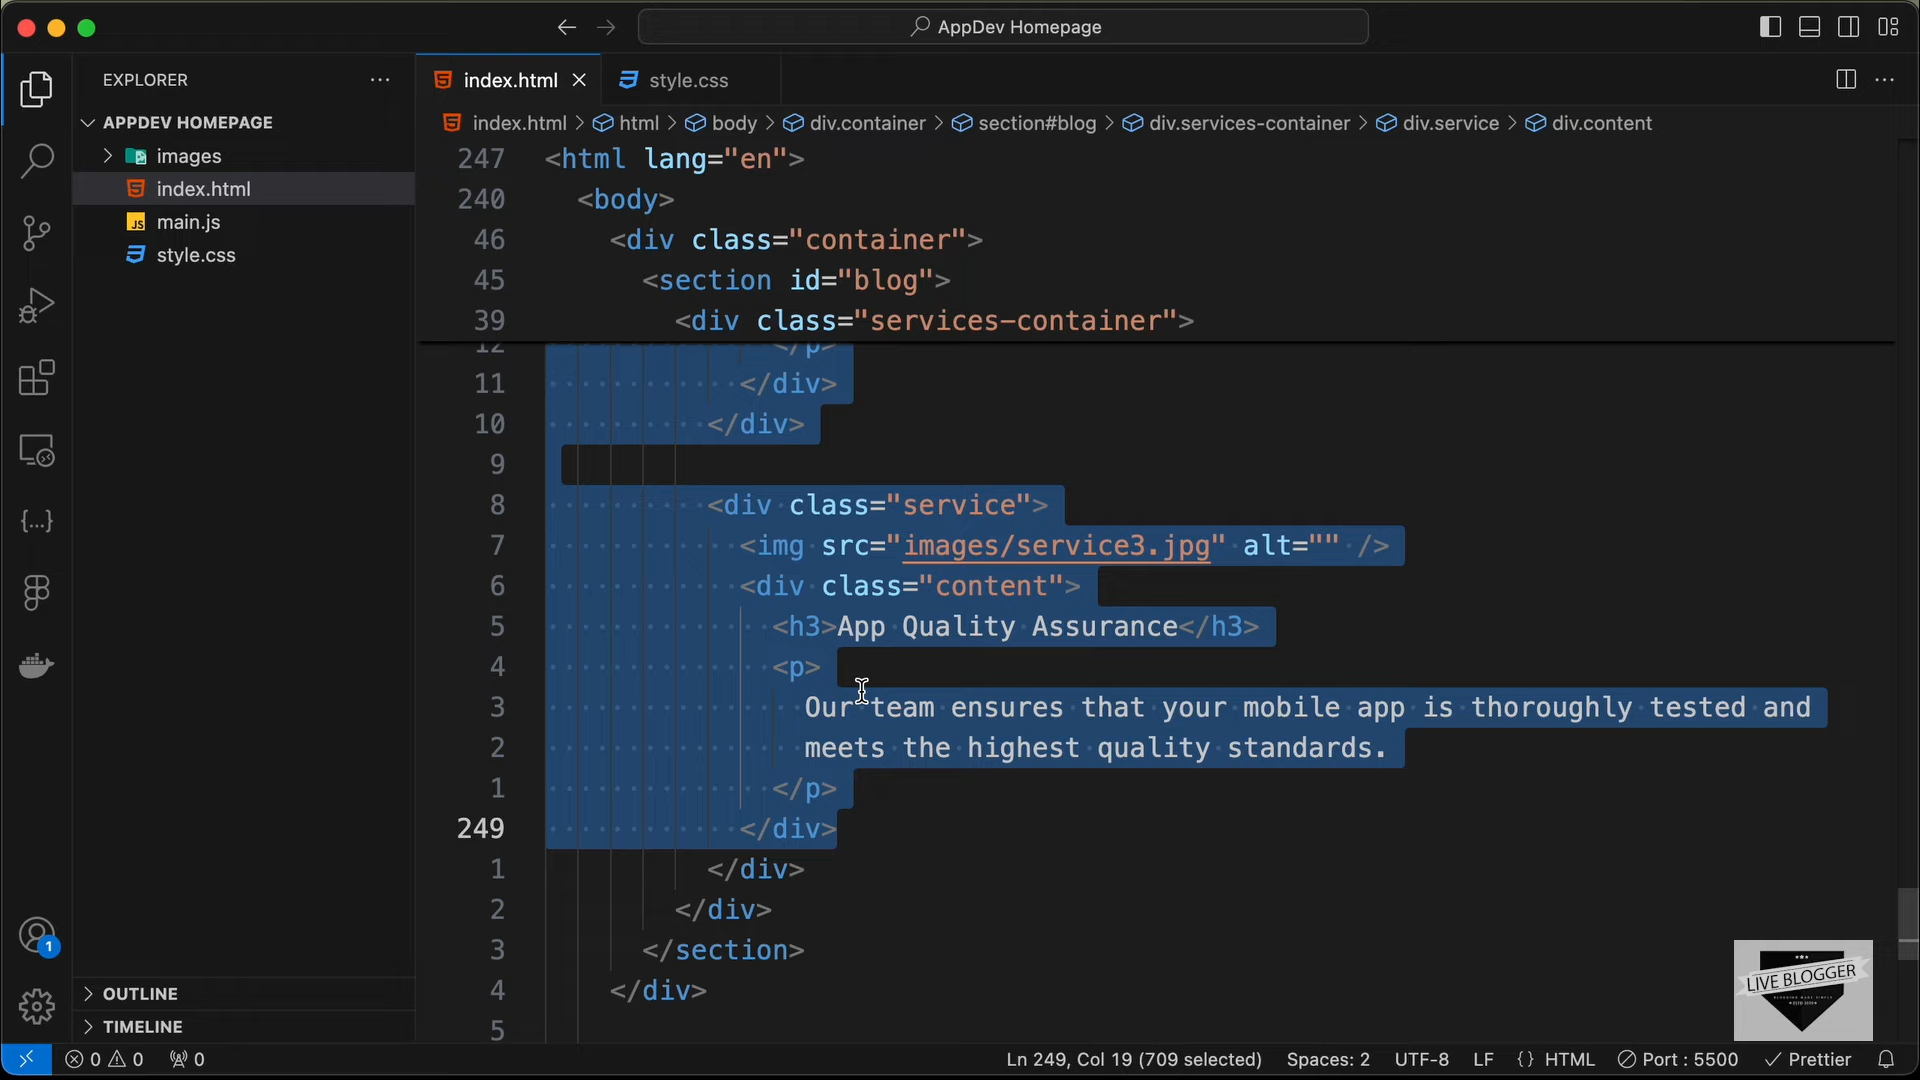 AppDev Homepage
EXPLORER
index.html
style.css
APPDEV HOMEPAGE
images
index.html
main.js
style.css
index.html > html > body > div.container > section#blog > div.services-container > div.service > div.content
247 <html lang="en">
240 <body>
46 <div class="container">
45 <section id="blog">
39 <div class="services-container">
12 </p>
11 </div>
10 </div>
9
8 <div class="service">
7 <img src="images/service3.jpg" alt="" />
6 <div class="content">
5 <h3>App Quality Assurance</h3>
4 <p>
3 Our team ensures that your mobile app is thoroughly tested and
2 meets the highest quality standards.
1 </p>
249 </div>
1 </div>
2 </div>
3 </section>
4 </div>
5
1
OUTLINE
TIMELINE
LIVE BLOGGER
0 0 0
Ln 249, Col 19 (709 selected) Spaces: 2 UTF-8 LF {} HTML Port : 5500 Prettier